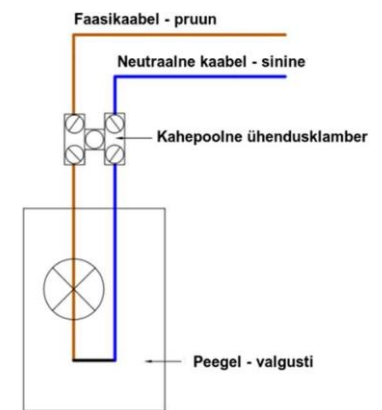 Faasikaabel - pruun
Neutraalne kaabel - sinine
Kahepoolne ühendusklamber
Peegel - valgusti